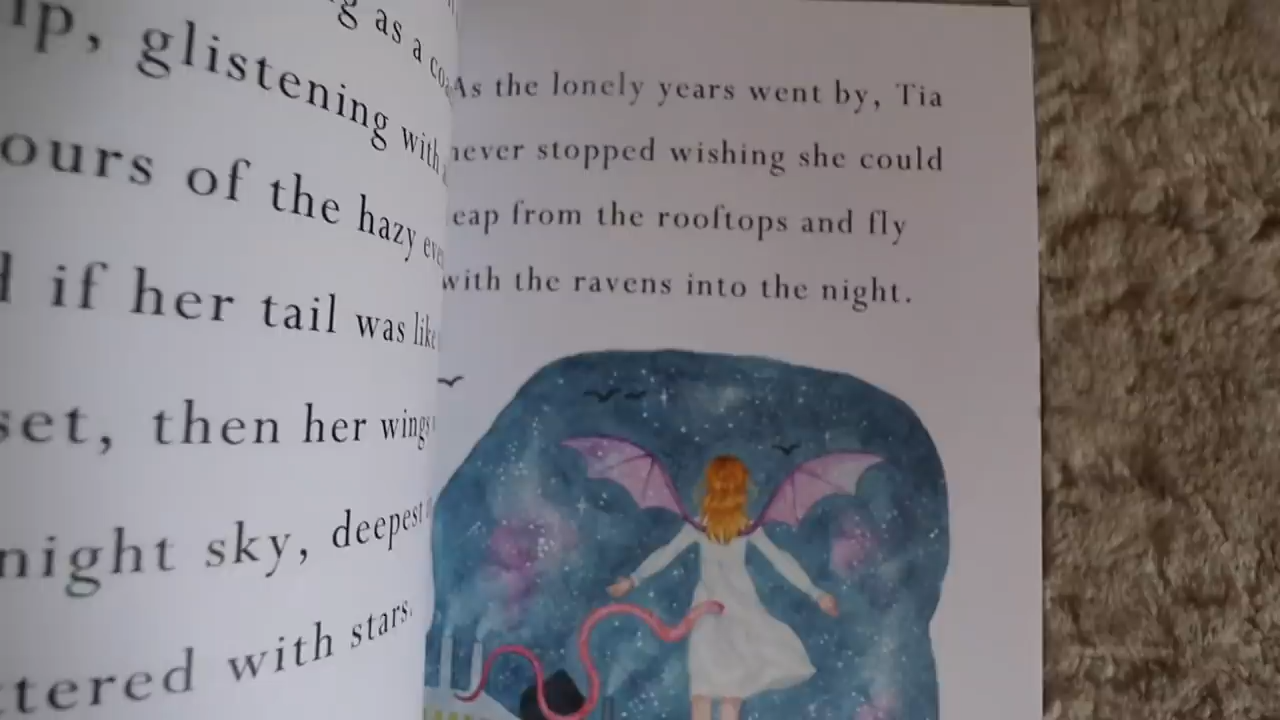 g as a
glistening with
ours of the hazy
if her tail was like
set, then her wings
night sky, deepest
ttered with stars.
As the lonely years went by, Tia
never stopped wishing she could
eap from the rooftops and fly
with the ravens into the night.